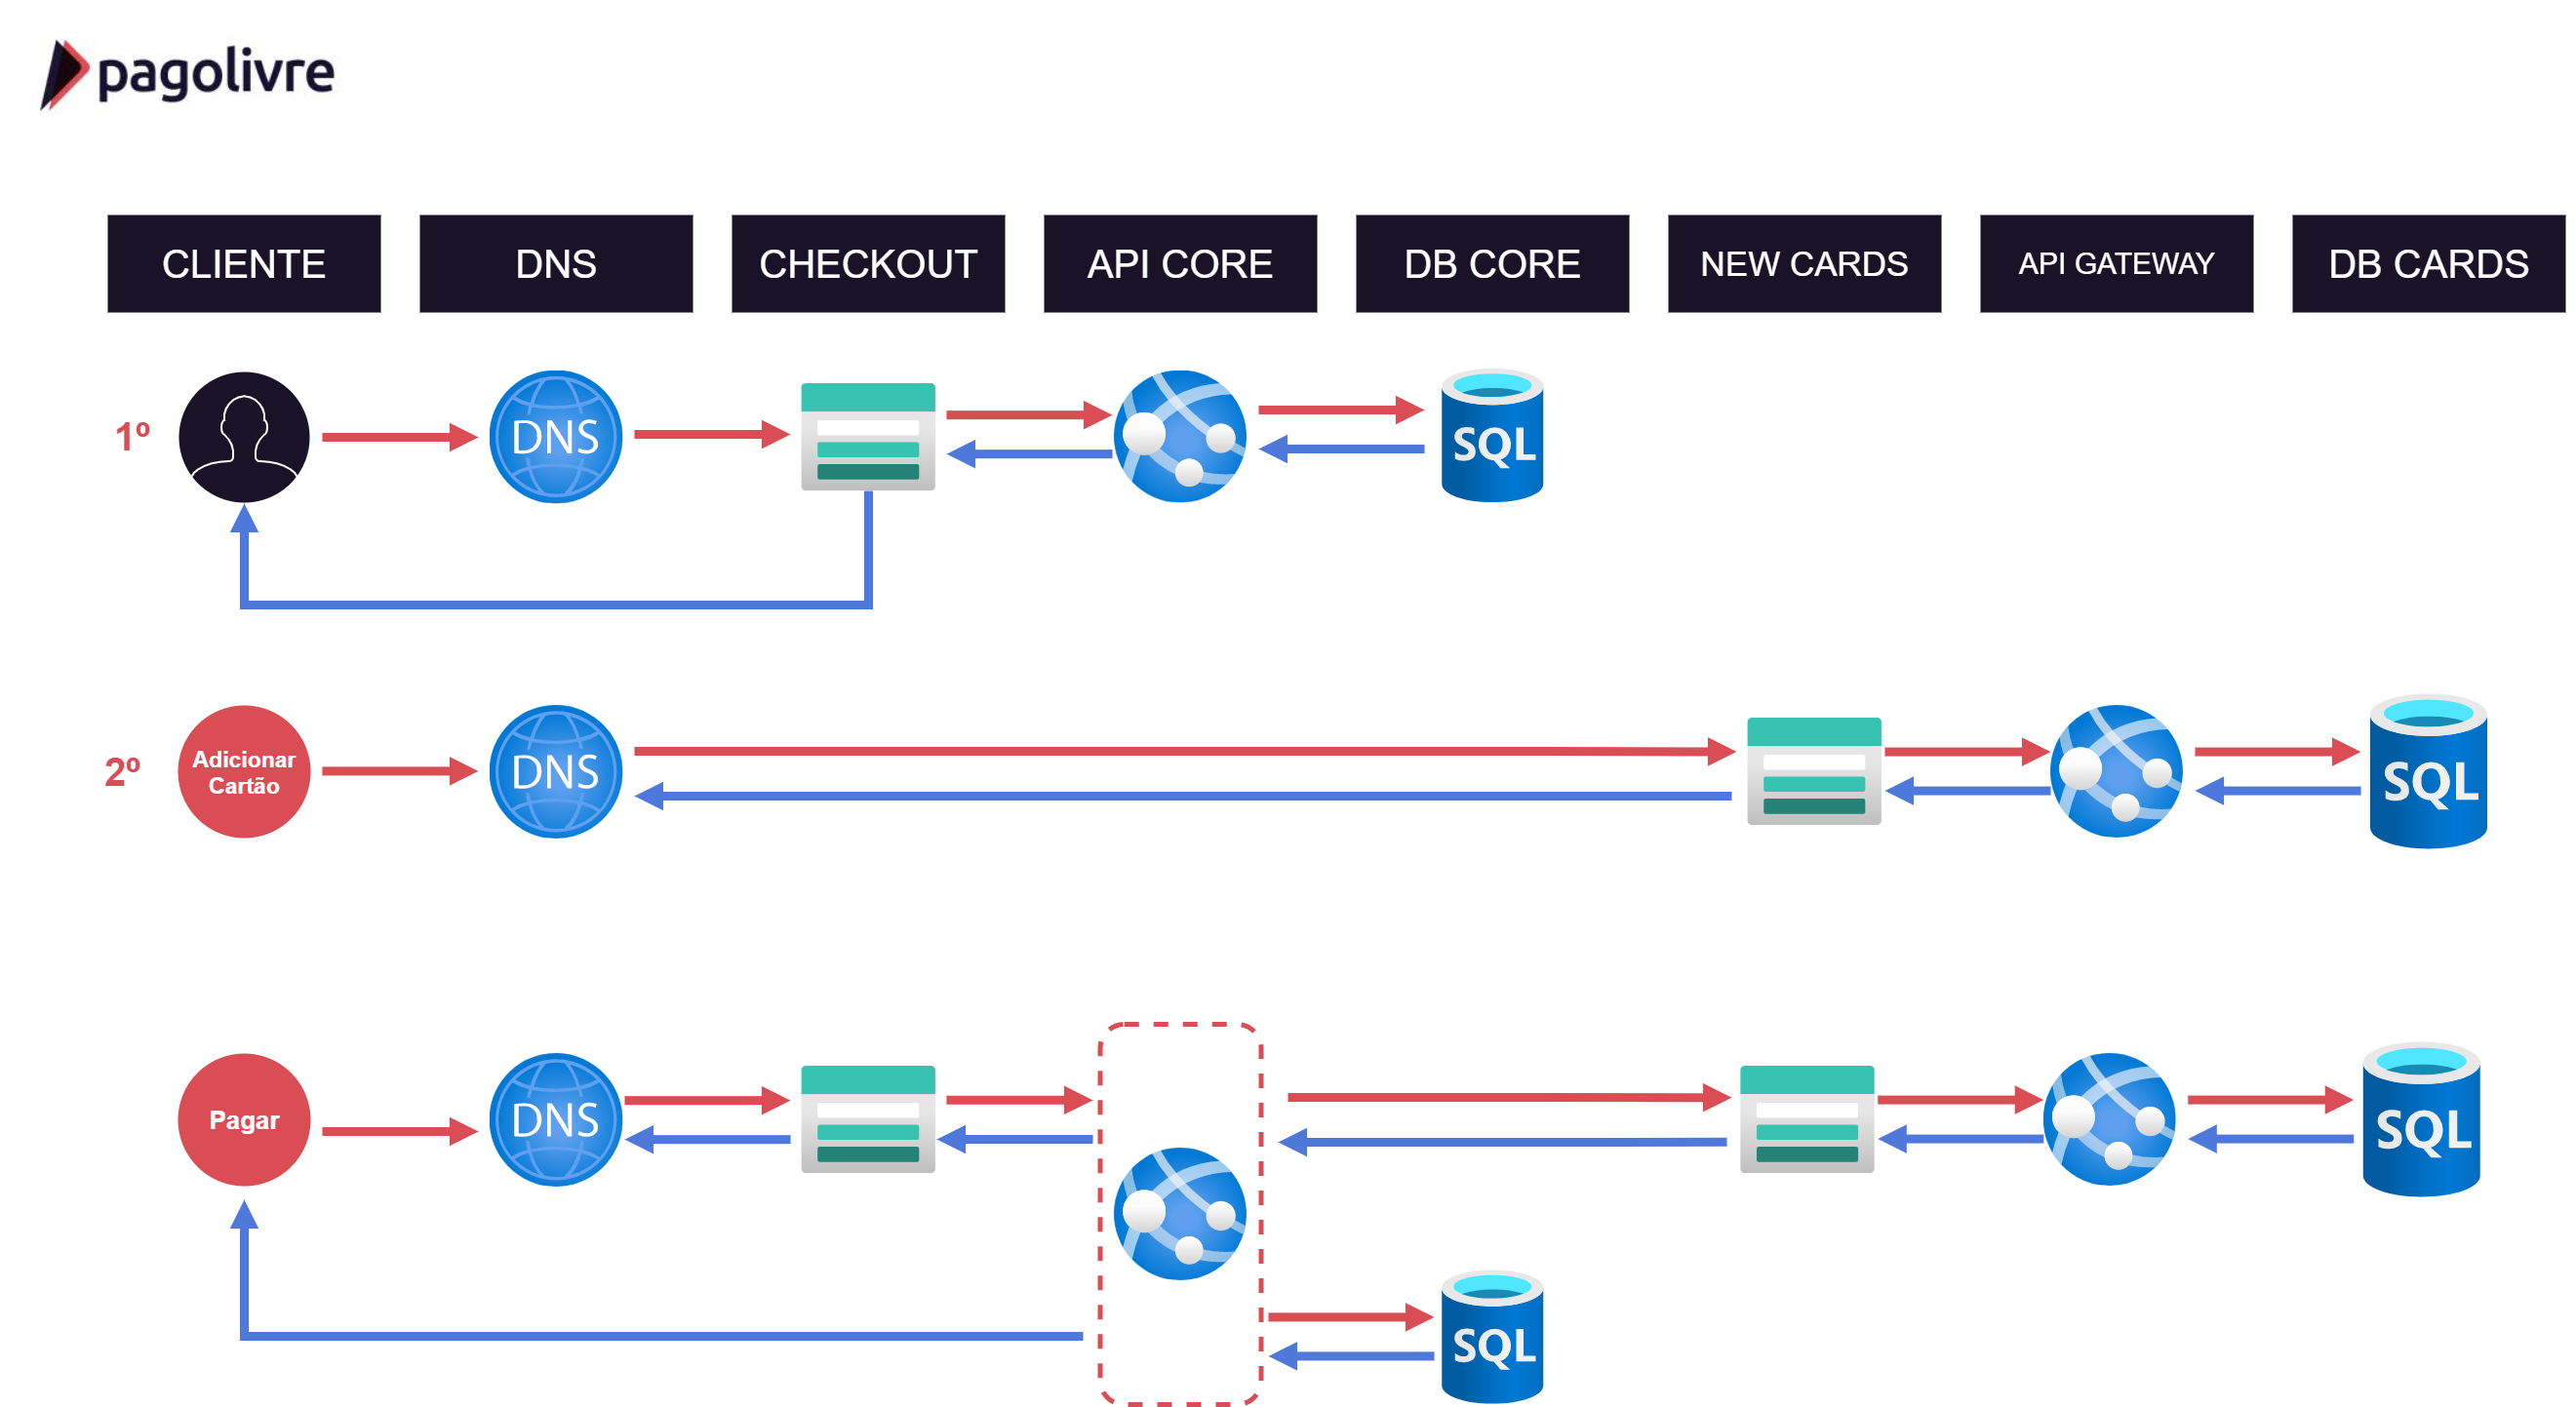 pagolivre
CLIENTE
DNS
CHECKOUT
API CORE
DB CORE
NEW CARDS
API GATEWAY
DB CARDS
1º
DNS
SQL
2º
Adicionar
Cartão
DNS
SQL
Pagar
DNS
SQL
SQL